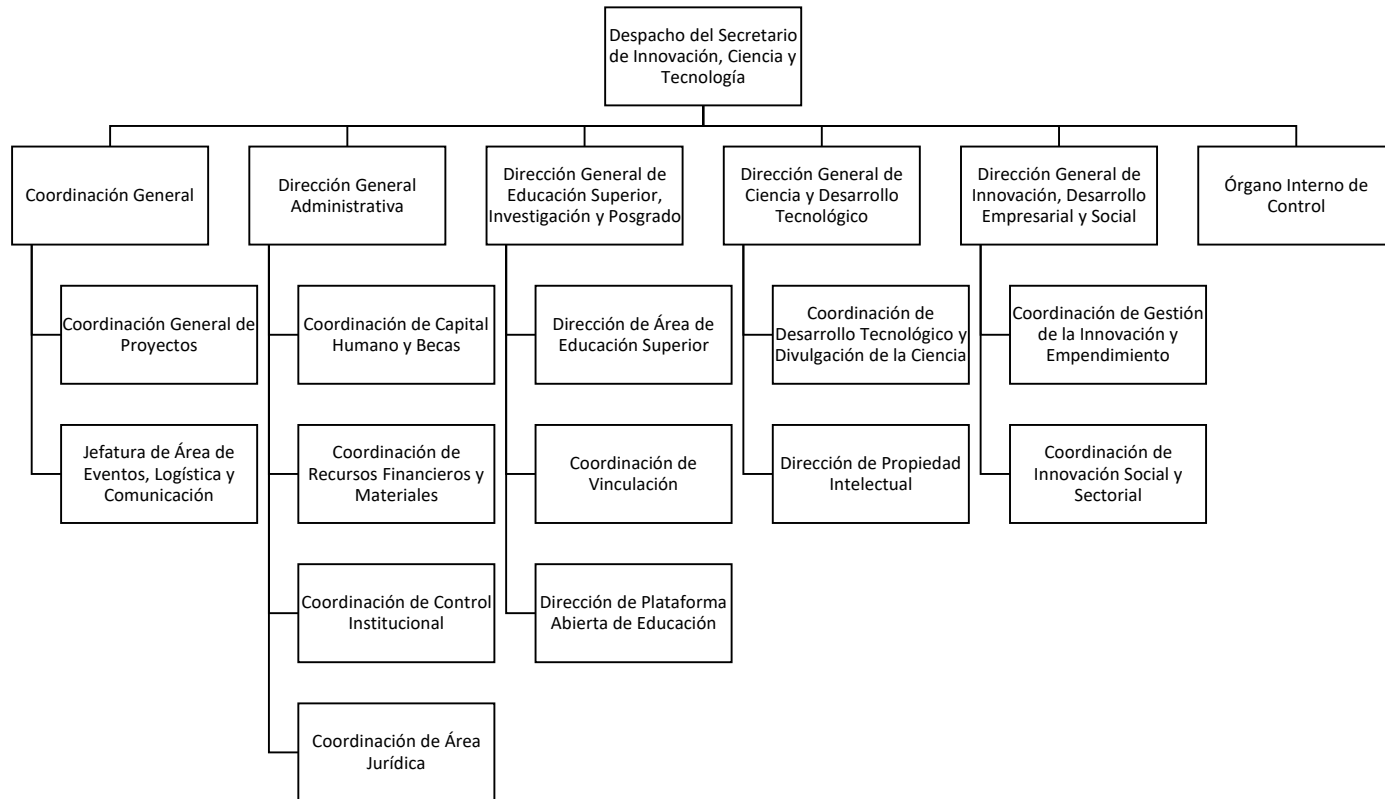 Despacho del Secretario
de Innovación, Ciencia y
Tecnología
Coordinación General
Dirección General
Administrativa
Dirección General de
Educación Superior,
Investigación y Posgrado
Dirección General de
Ciencia y Desarrollo
Tecnológico
Dirección General de
Innovación, Desarrollo
Empresarial y Social
Órgano Interno de
Control
Coordinación General de
Proyectos
Coordinación de Capital
Humano y Becas
Dirección de Área de
Educación Superior
Coordinación de
Desarrollo Tecnológico y
Divulgación de la Ciencia
Coordinación de Gestión
de la Innovación y
Empendimiento
Jefatura de Área de
Eventos, Logística y
Comunicación
Coordinación de
Recursos Financieros y
Materiales
Coordinación de
Vinculación
Dirección de Propiedad
Intelectual
Coordinación de
Innovación Social y
Sectorial
Coordinación de Control
Institucional
Dirección de Plataforma
Abierta de Educación
Coordinación de Área
Jurídica